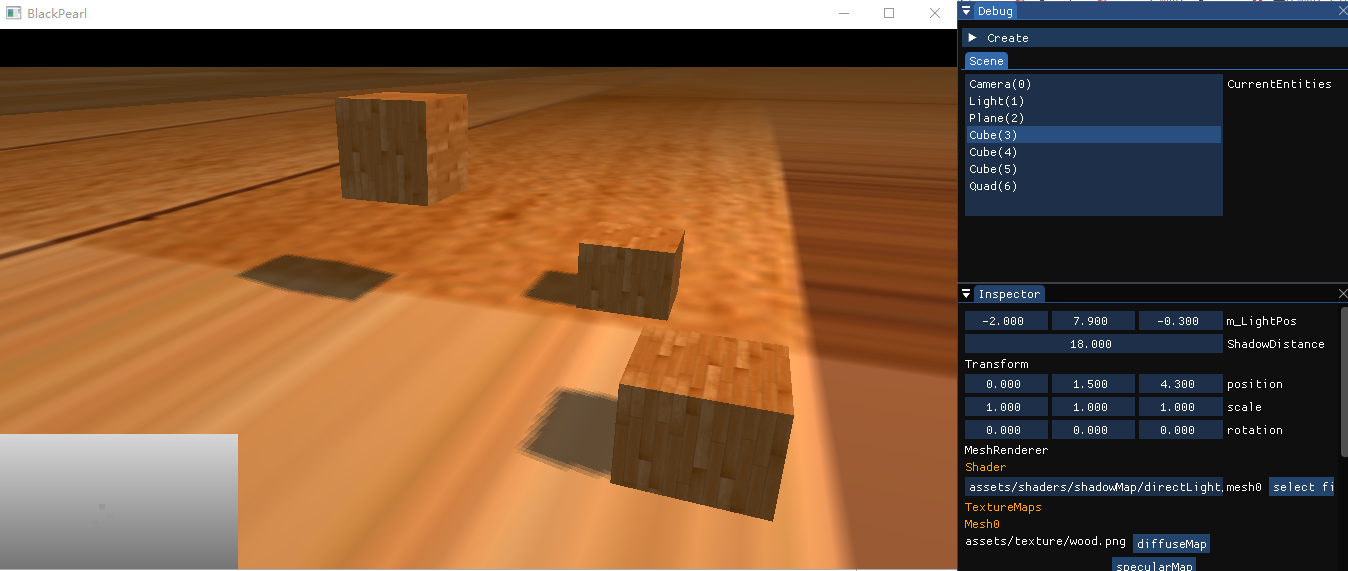 BlackPearl
Debug
Create
Scene
Camera(0)
CurrentEntities
Light(1)
Plane(2)
Cube(3)
Cube(4)
Cube(5)
Quad(6)
Inspector
-2.000 7.900 -0.300 m_LightPos
18.000 ShadowDistance
Transform
0.000 1.500 4.300 position
1.000 1.000 1.000 scale
0.000 0.000 0.000 rotation
MeshRenderer
Shader
assets/shaders/shadowMap/directLight mesh0 select fi
TextureMaps
Mesh0
assets/texture/wood.png diffuseMap
specularMap